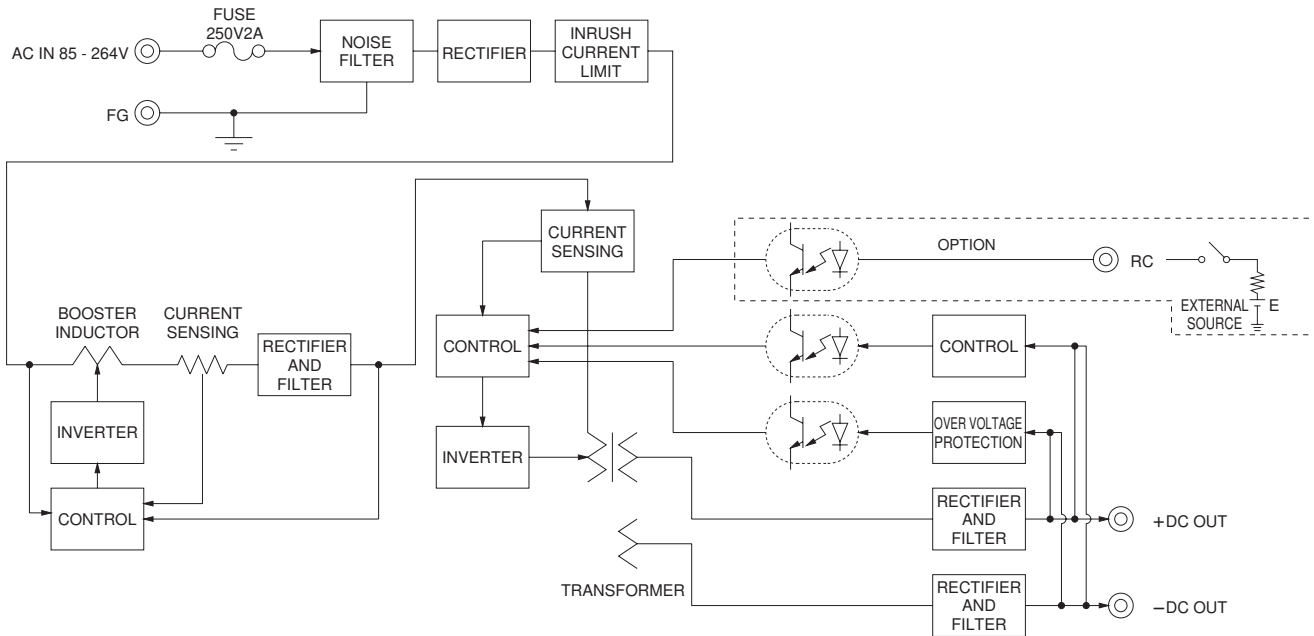 FUSE
250V2A
AC IN 85 - 264V
NOISE
FILTER
RECTIFIER
INRUSH
CURRENT
LIMIT
FG
CURRENT
SENSING
OPTION
RC
EXTERNAL
SOURCE
E
BOOSTER
INDUCTOR
CURRENT
SENSING
RECTIFIER
AND
FILTER
CONTROL
CONTROL
INVERTER
INVERTER
OVER VOLTAGE
PROTECTION
CONTROL
RECTIFIER
AND
FILTER
+DC OUT
TRANSFORMER
RECTIFIER
AND
FILTER
−DC OUT